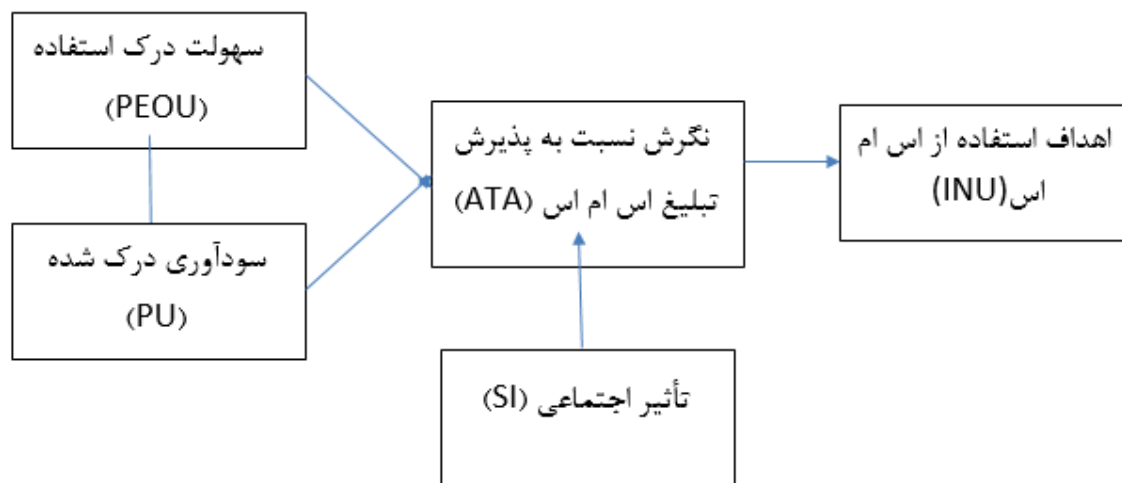 سهولت درک استفاده
(PEOU)
سودآوری درک شده
(PU)
نگرش نسبت به پذیرش
تبلیغ اس ام اس (ATA)
تأثیر اجتماعی (SI)
اهداف استفاده از اس ام
اس(INU)